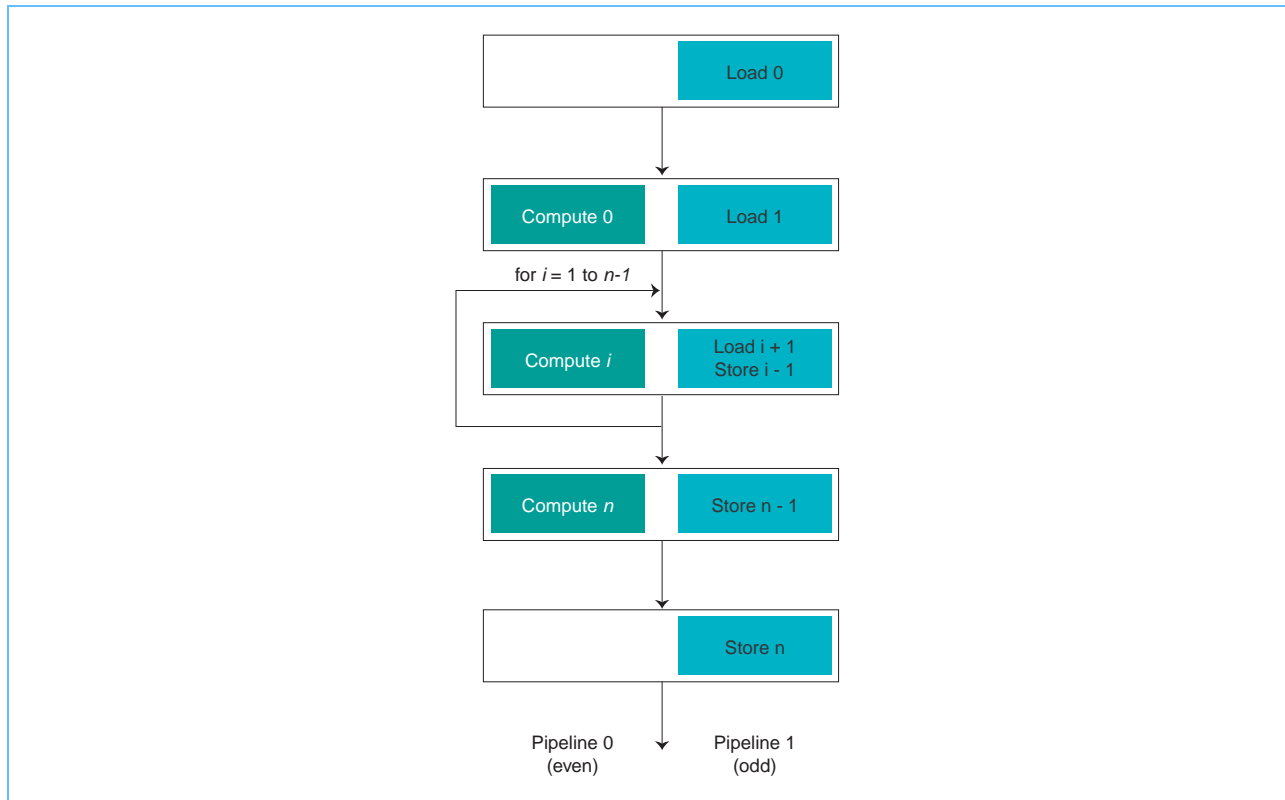 Load 0
Compute 0
Load 1
for i = 1 to n-1
Compute i
Load i + 1
Store i - 1
Compute n
Store n - 1
Store n
Pipeline 0
(even)
Pipeline 1
(odd)